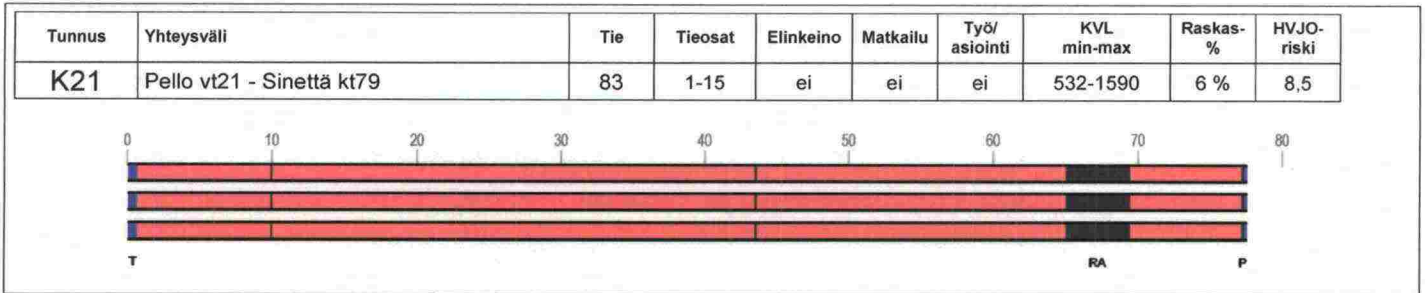 Tunnus Yhteysväli Tie Tieosat Elinkeino Matkailu Työ/ asiointi KVL min-max Raskas- % HVJO- riski
K21 Pello vt21 - Sinettä kt79 83 1-15 ei ei ei 532-1590 6 % 8,5
0 10 20 30 40 50 60 70 80
T RA P